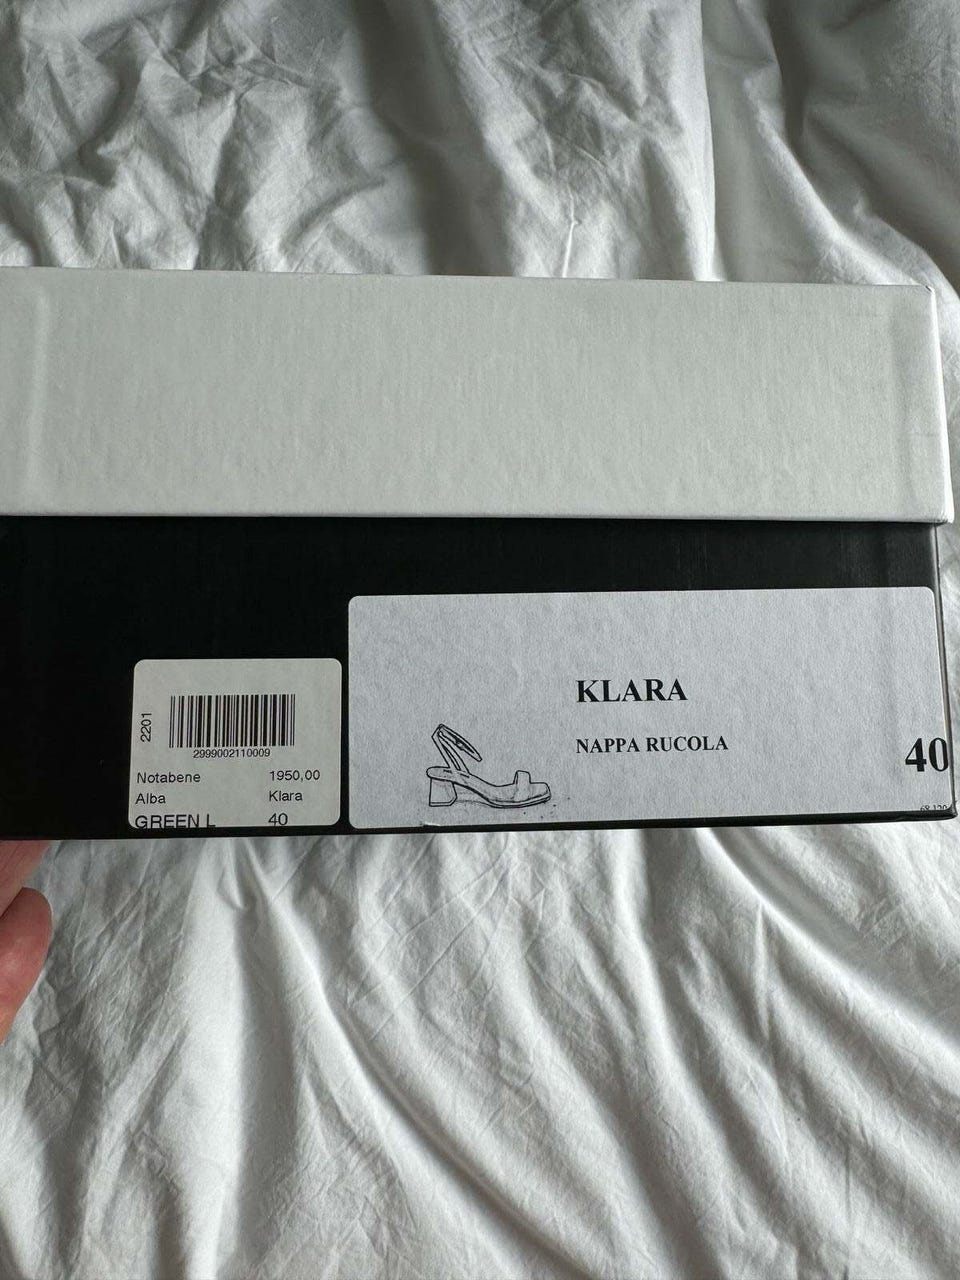 2201
2999002110009
Notabene 1950,00
Alba Klara
GREEN L 40
KLARA
NAPPA RUCOLA
40